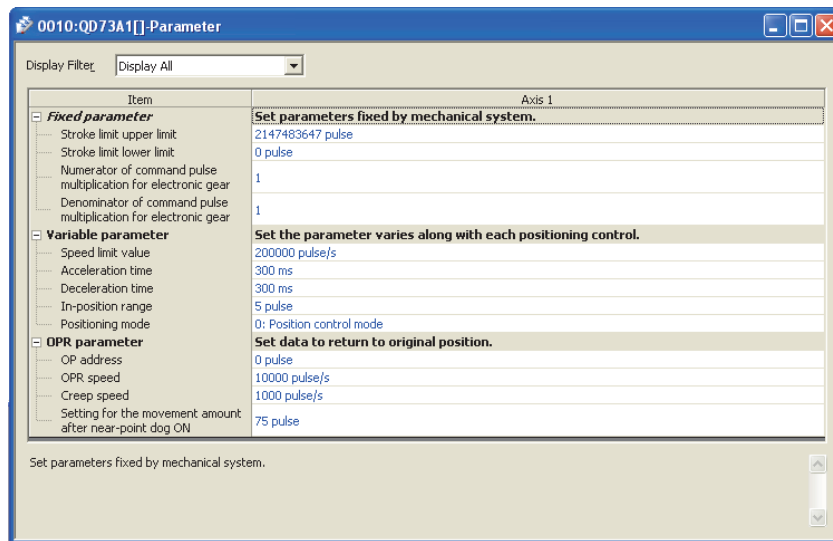 0010:QD73A1[]-Parameter
Display Filter Display All
Item Axis 1
Fixed parameter Set parameters fixed by mechanical system.
Stroke limit upper limit 2147483647 pulse
Stroke limit lower limit 0 pulse
Numerator of command pulse
multiplication for electronic gear 1
Denominator of command pulse
multiplication for electronic gear 1
Variable parameter Set the parameter varies along with each positioning control.
Speed limit value 200000 pulse/s
Acceleration time 300 ms
Deceleration time 300 ms
In-position range 5 pulse
Positioning mode 0: Position control mode
OPR parameter Set data to return to original position.
OP address 0 pulse
OPR speed 10000 pulse/s
Creep speed 1000 pulse/s
Setting for the movement amount
after near-point dog ON 75 pulse
Set parameters fixed by mechanical system.